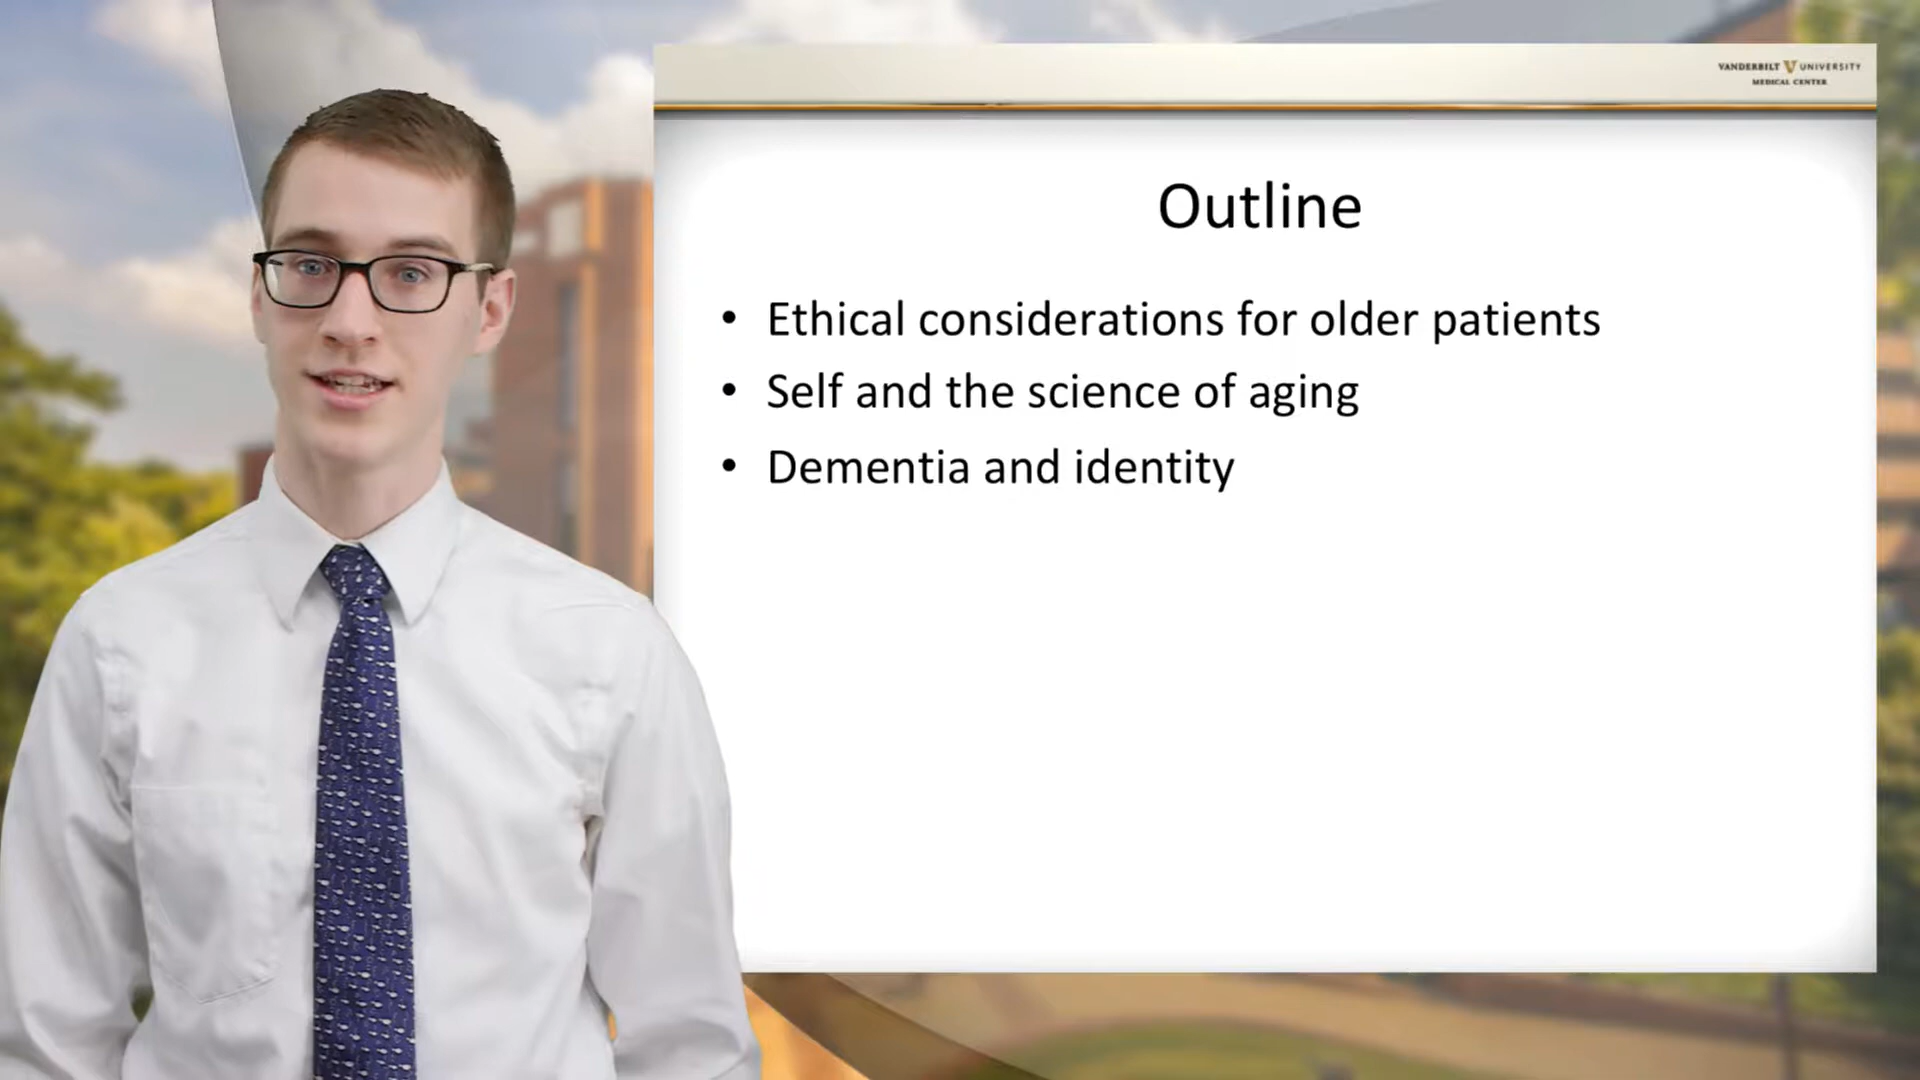 VANDERBILT V UNIVERSITY
MEDICAL CENTER
Outline
• Ethical considerations for older patients
• Self and the science of aging
• Dementia and identity